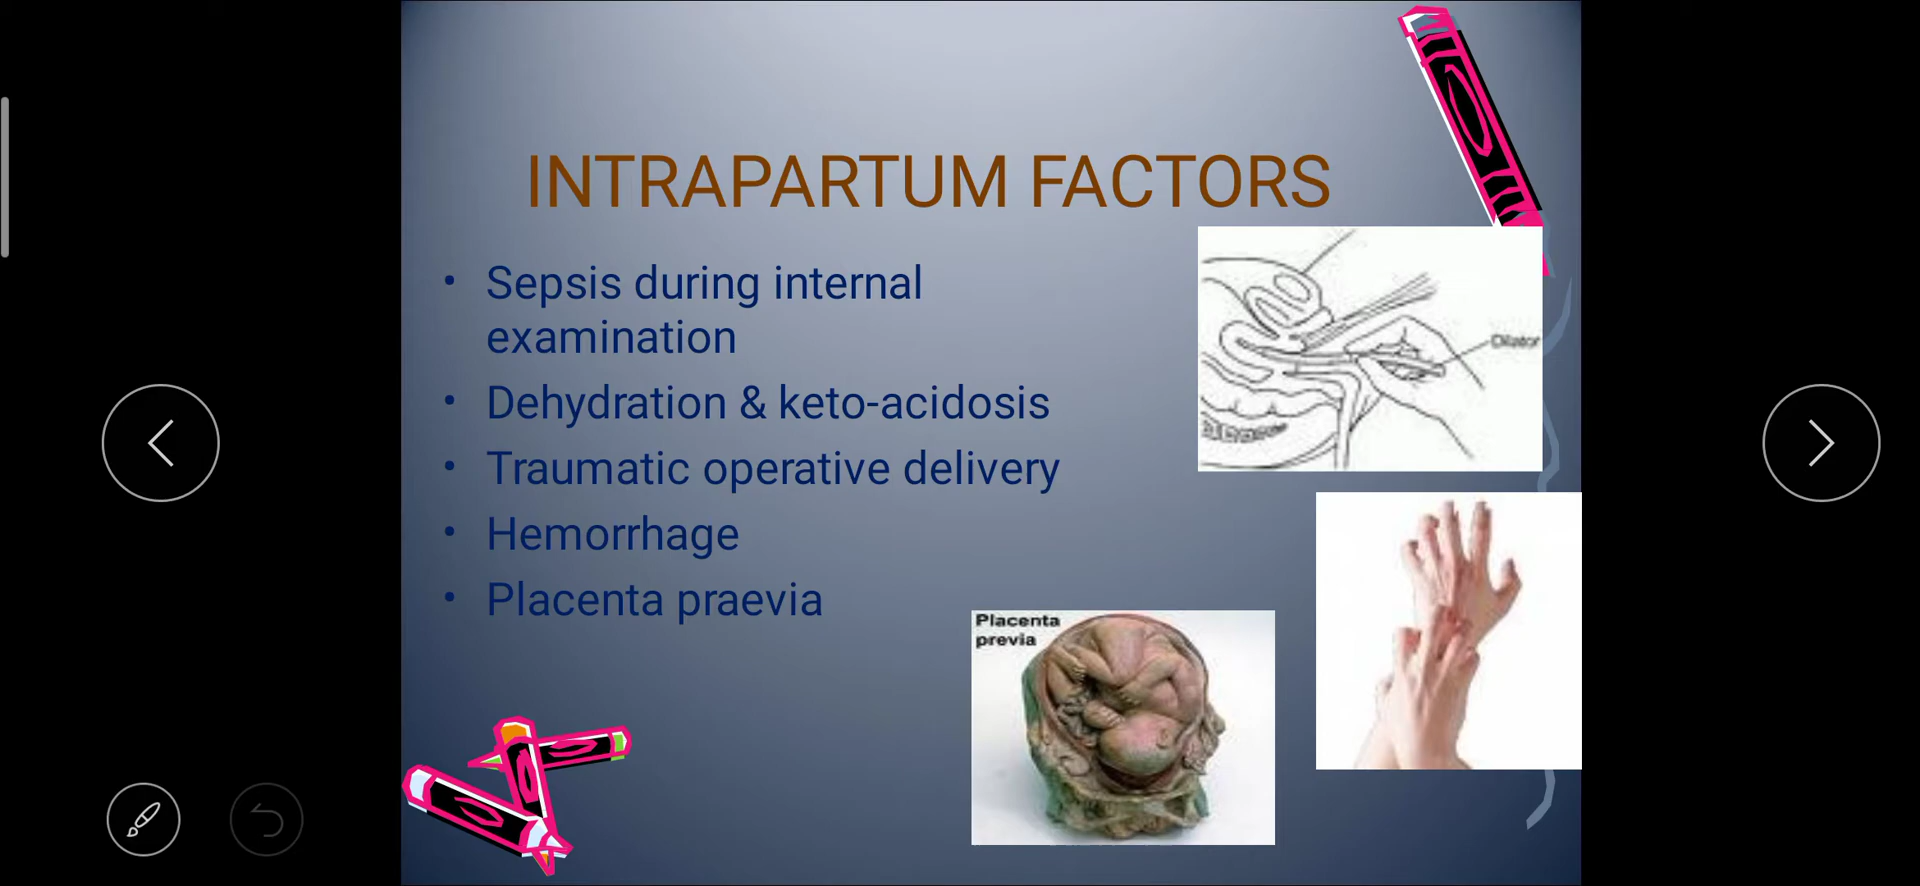 INTRAPARTUM FACTORS
• Sepsis during internal
examination
• Dehydration & keto-acidosis
• Traumatic operative delivery
• Hemorrhage
• Placenta praevia
Dilator
Placenta
previa